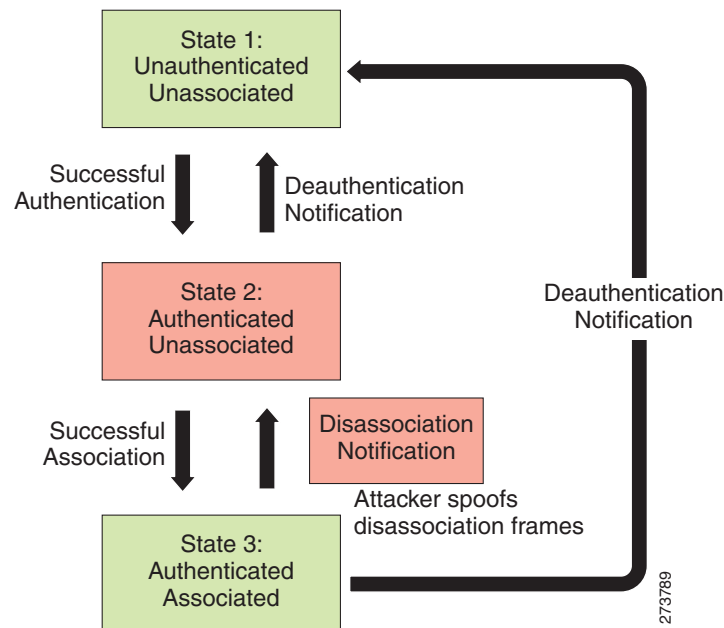 State 1:
Unauthenticated
Unassociated
Successful
Authentication
Deauthentication
Notification
State 2:
Authenticated
Unassociated
Deauthentication
Notification
Successful
Association
Disassociation
Notification
Attacker spoofs
disassociation frames
State 3:
Authenticated
Associated
273789